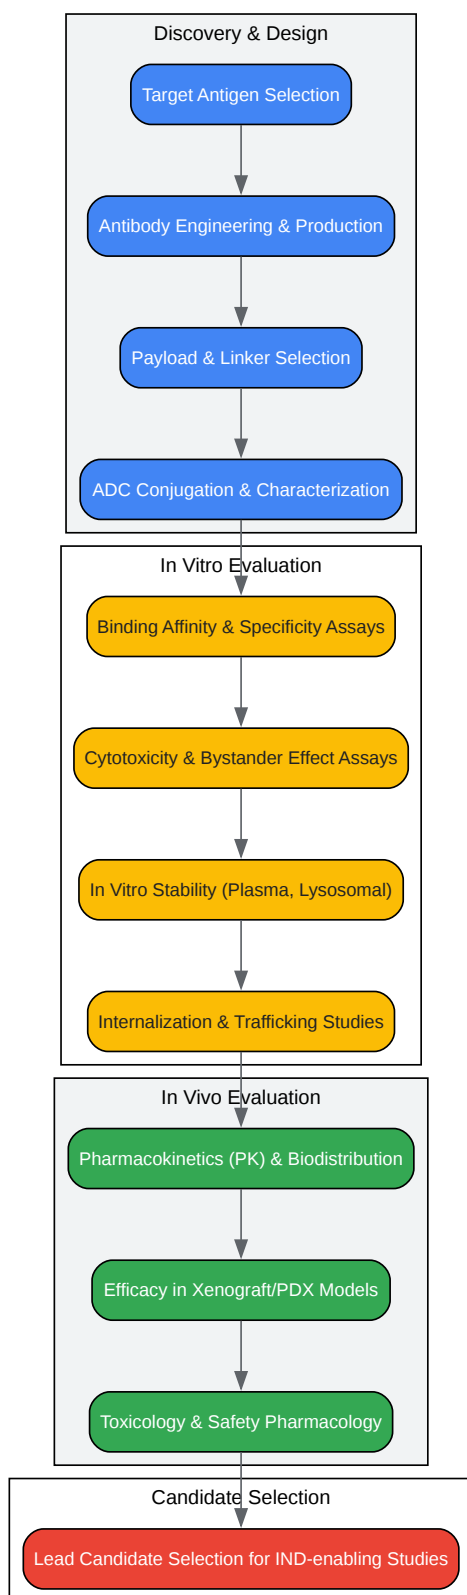 Discovery & Design
Target Antigen Selection
Antibody Engineering & Production
Payload & Linker Selection
ADC Conjugation & Characterization
In Vitro Evaluation
Binding Affinity & Specificity Assays
Cytotoxicity & Bystander Effect Assays
In Vitro Stability (Plasma, Lysosomal)
Internalization & Trafficking Studies
In Vivo Evaluation
Pharmacokinetics (PK) & Biodistribution
Efficacy in Xenograft/PDX Models
Toxicology & Safety Pharmacology
Candidate Selection
Lead Candidate Selection for IND-enabling Studies